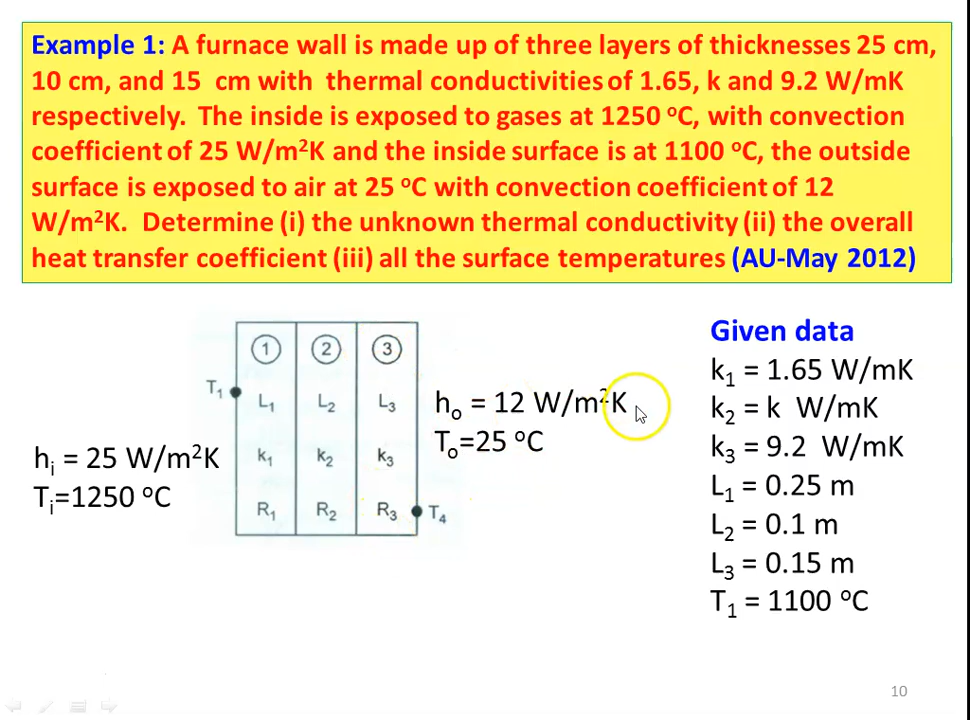 Example 1: A furnace wall is made up of three layers of thicknesses 25 cm,
10 cm, and 15 cm with thermal conductivities of 1.65, k and 9.2 W/mK
respectively. The inside is exposed to gases at 1250 ºC, with convection
coefficient of 25 W/m²K and the inside surface is at 1100 ºC, the outside
surface is exposed to air at 25 ºC with convection coefficient of 12
W/m²K. Determine (i) the unknown thermal conductivity (ii) the overall
heat transfer coefficient (iii) all the surface temperatures (AU-May 2012)
① ② ③
T₁
L₁ L₂ L₃
k₁ k₂ k₃
R₁ R₂ R₃
T₄
hᵢ = 25 W/m²K
Tᵢ=1250 ºC
hₒ = 12 W/m²K
Tₒ=25 ºC
Given data
k₁ = 1.65 W/mK
k₂ = k W/mK
k₃ = 9.2 W/mK
L₁ = 0.25 m
L₂ = 0.1 m
L₃ = 0.15 m
T₁ = 1100 ºC
10